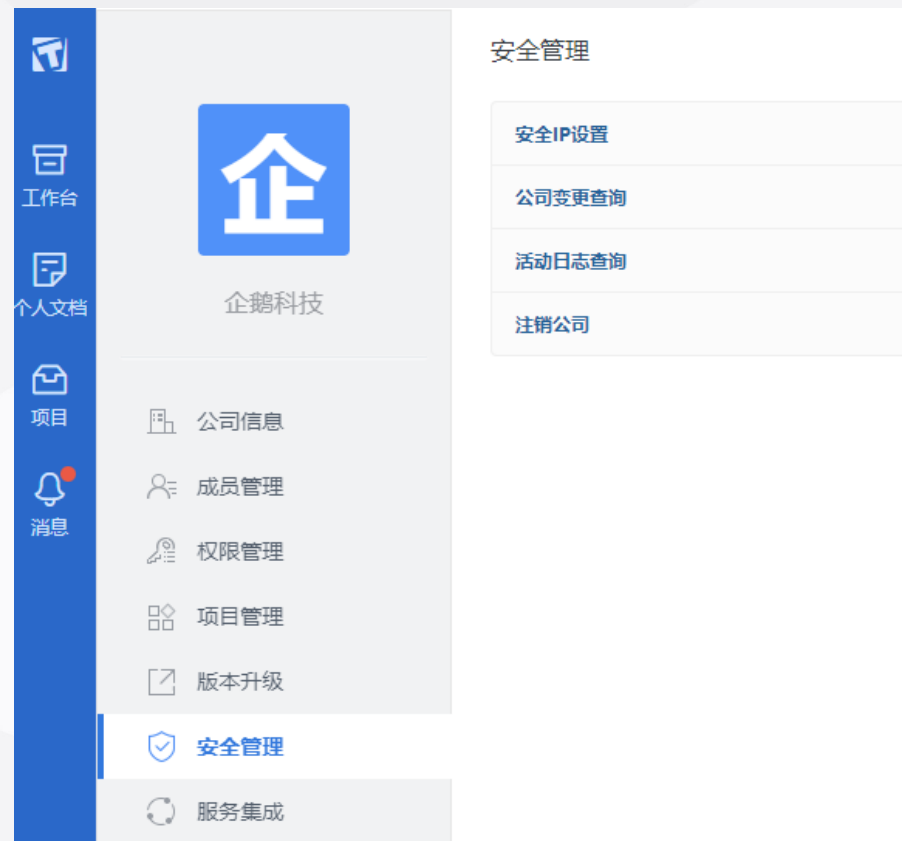 工作台
个人文档
项目
消息
企
企鹅科技
公司信息
成员管理
权限管理
项目管理
版本升级
安全管理
服务集成
安全管理
安全IP设置
公司变更查询
活动日志查询
注销公司